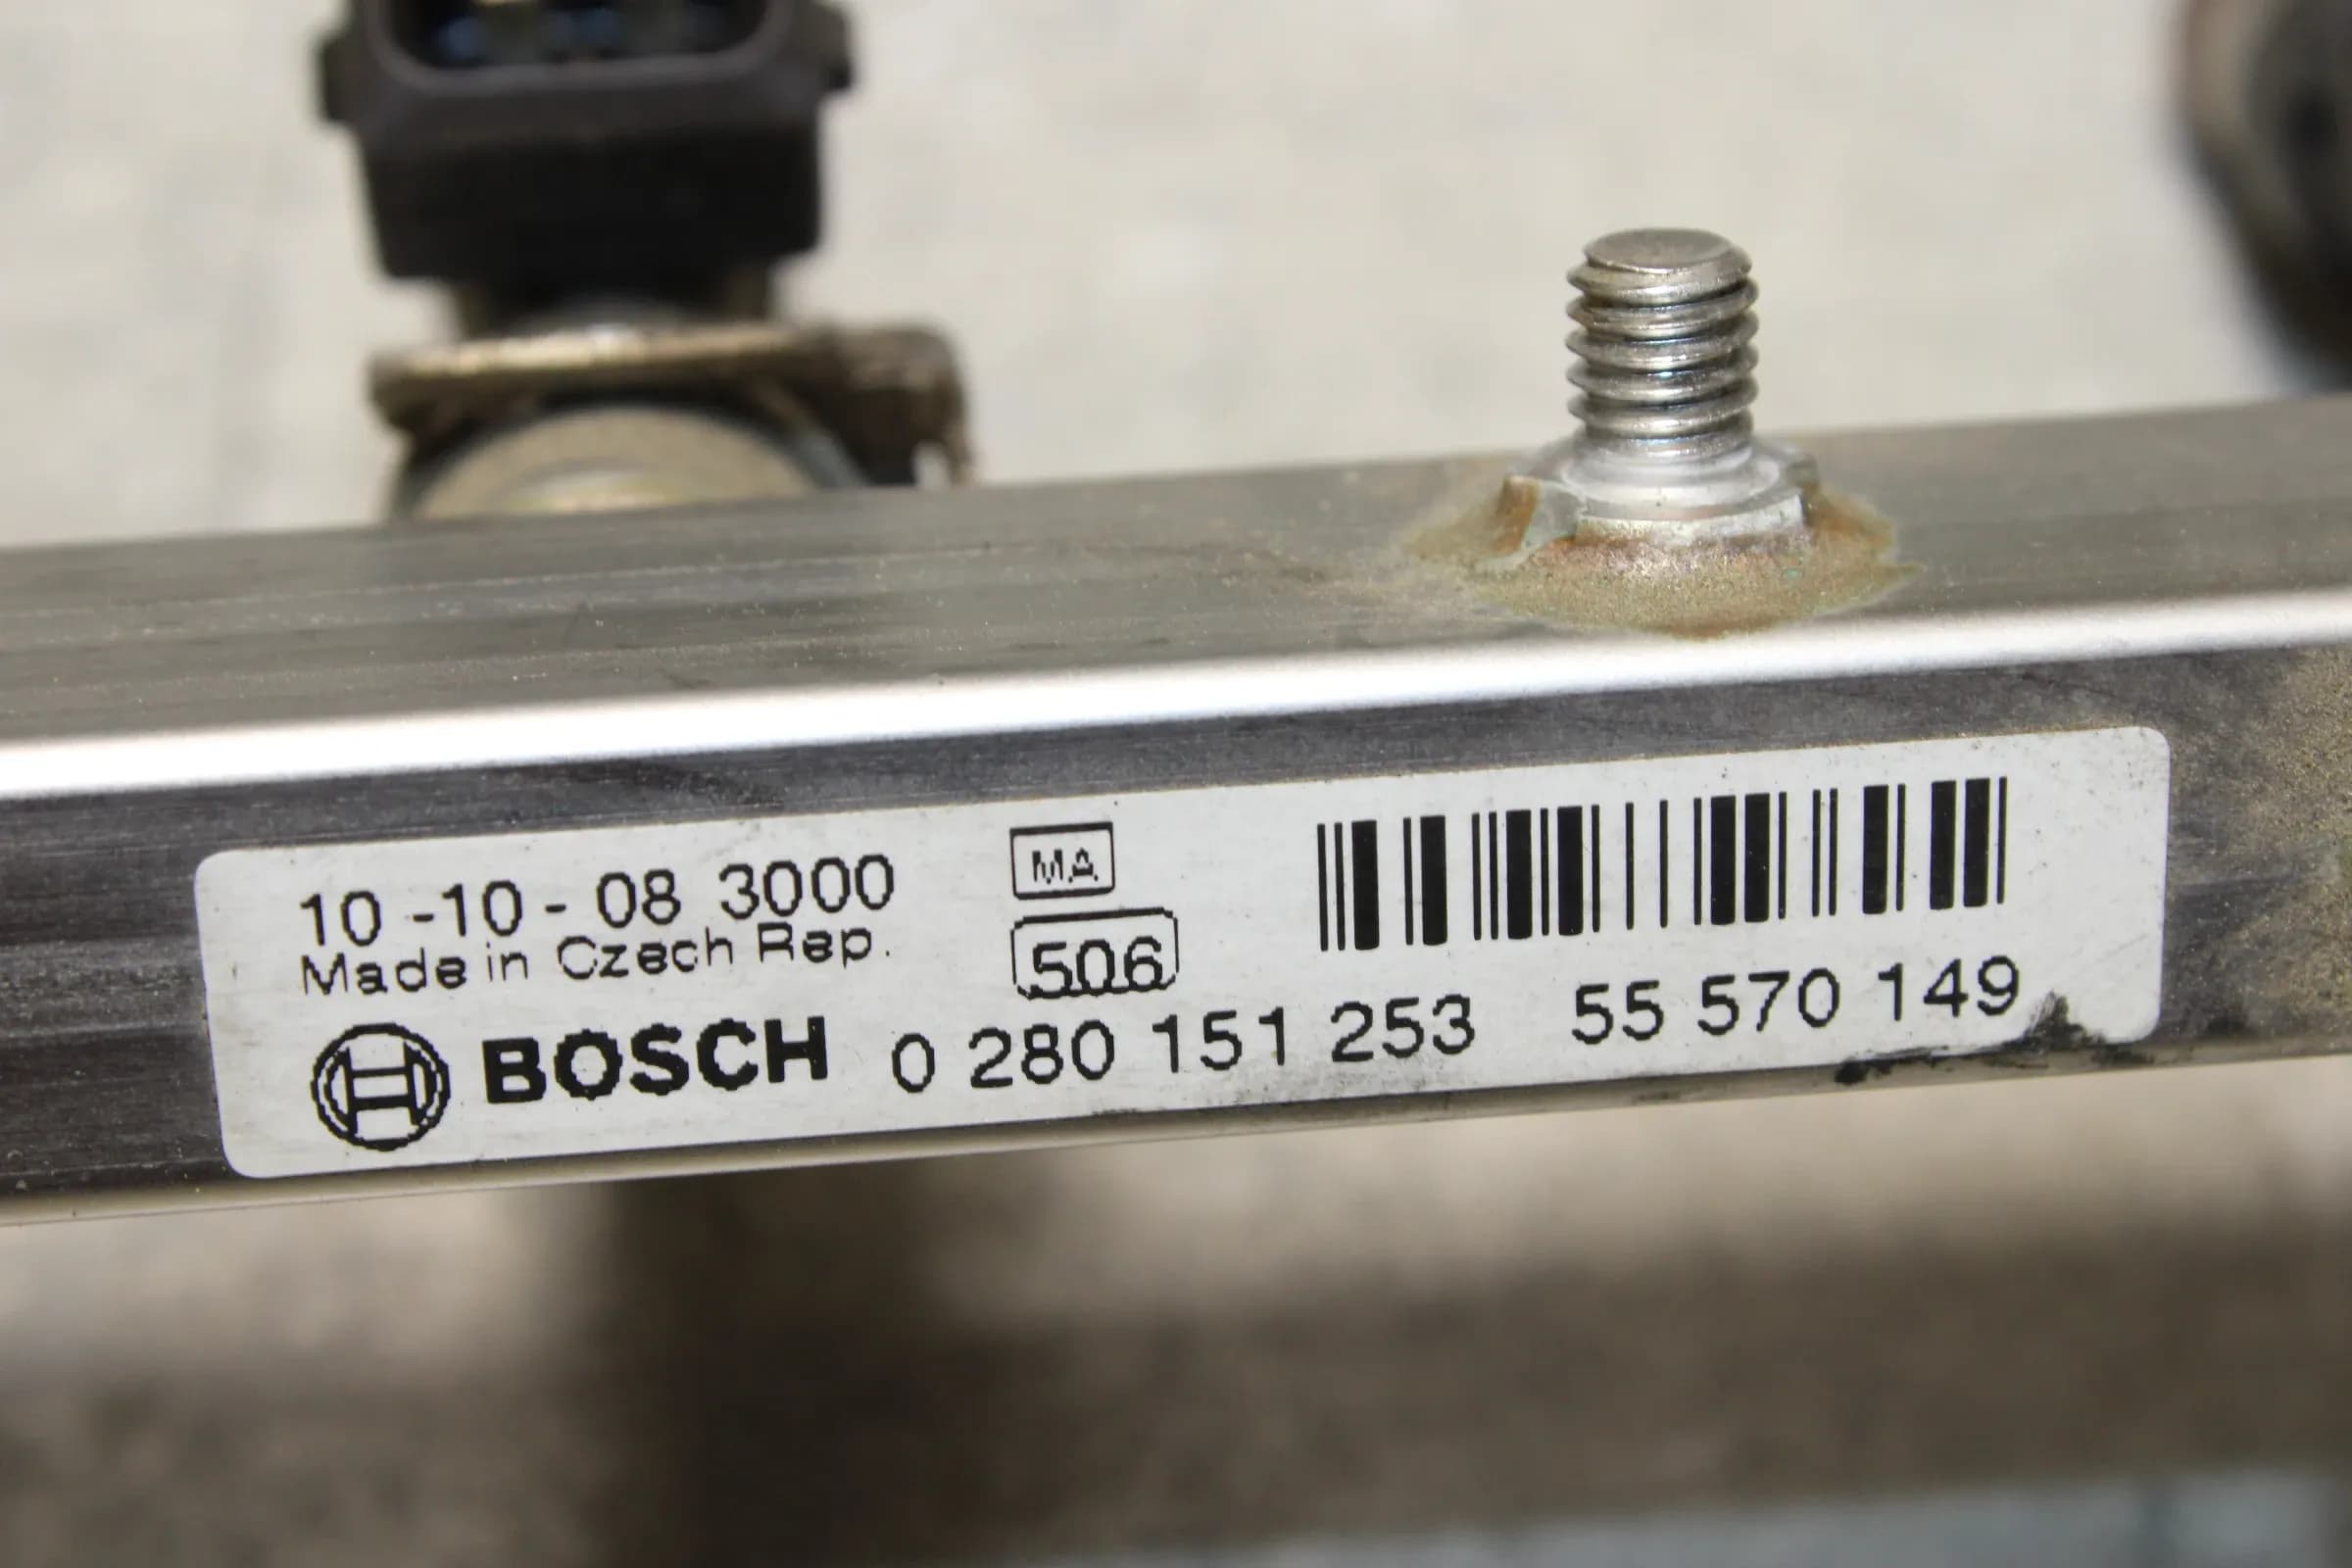 10-10-08 3000
Made in Czech Rep.
MA
506
BOSCH 0 280 151 253 55 570 149